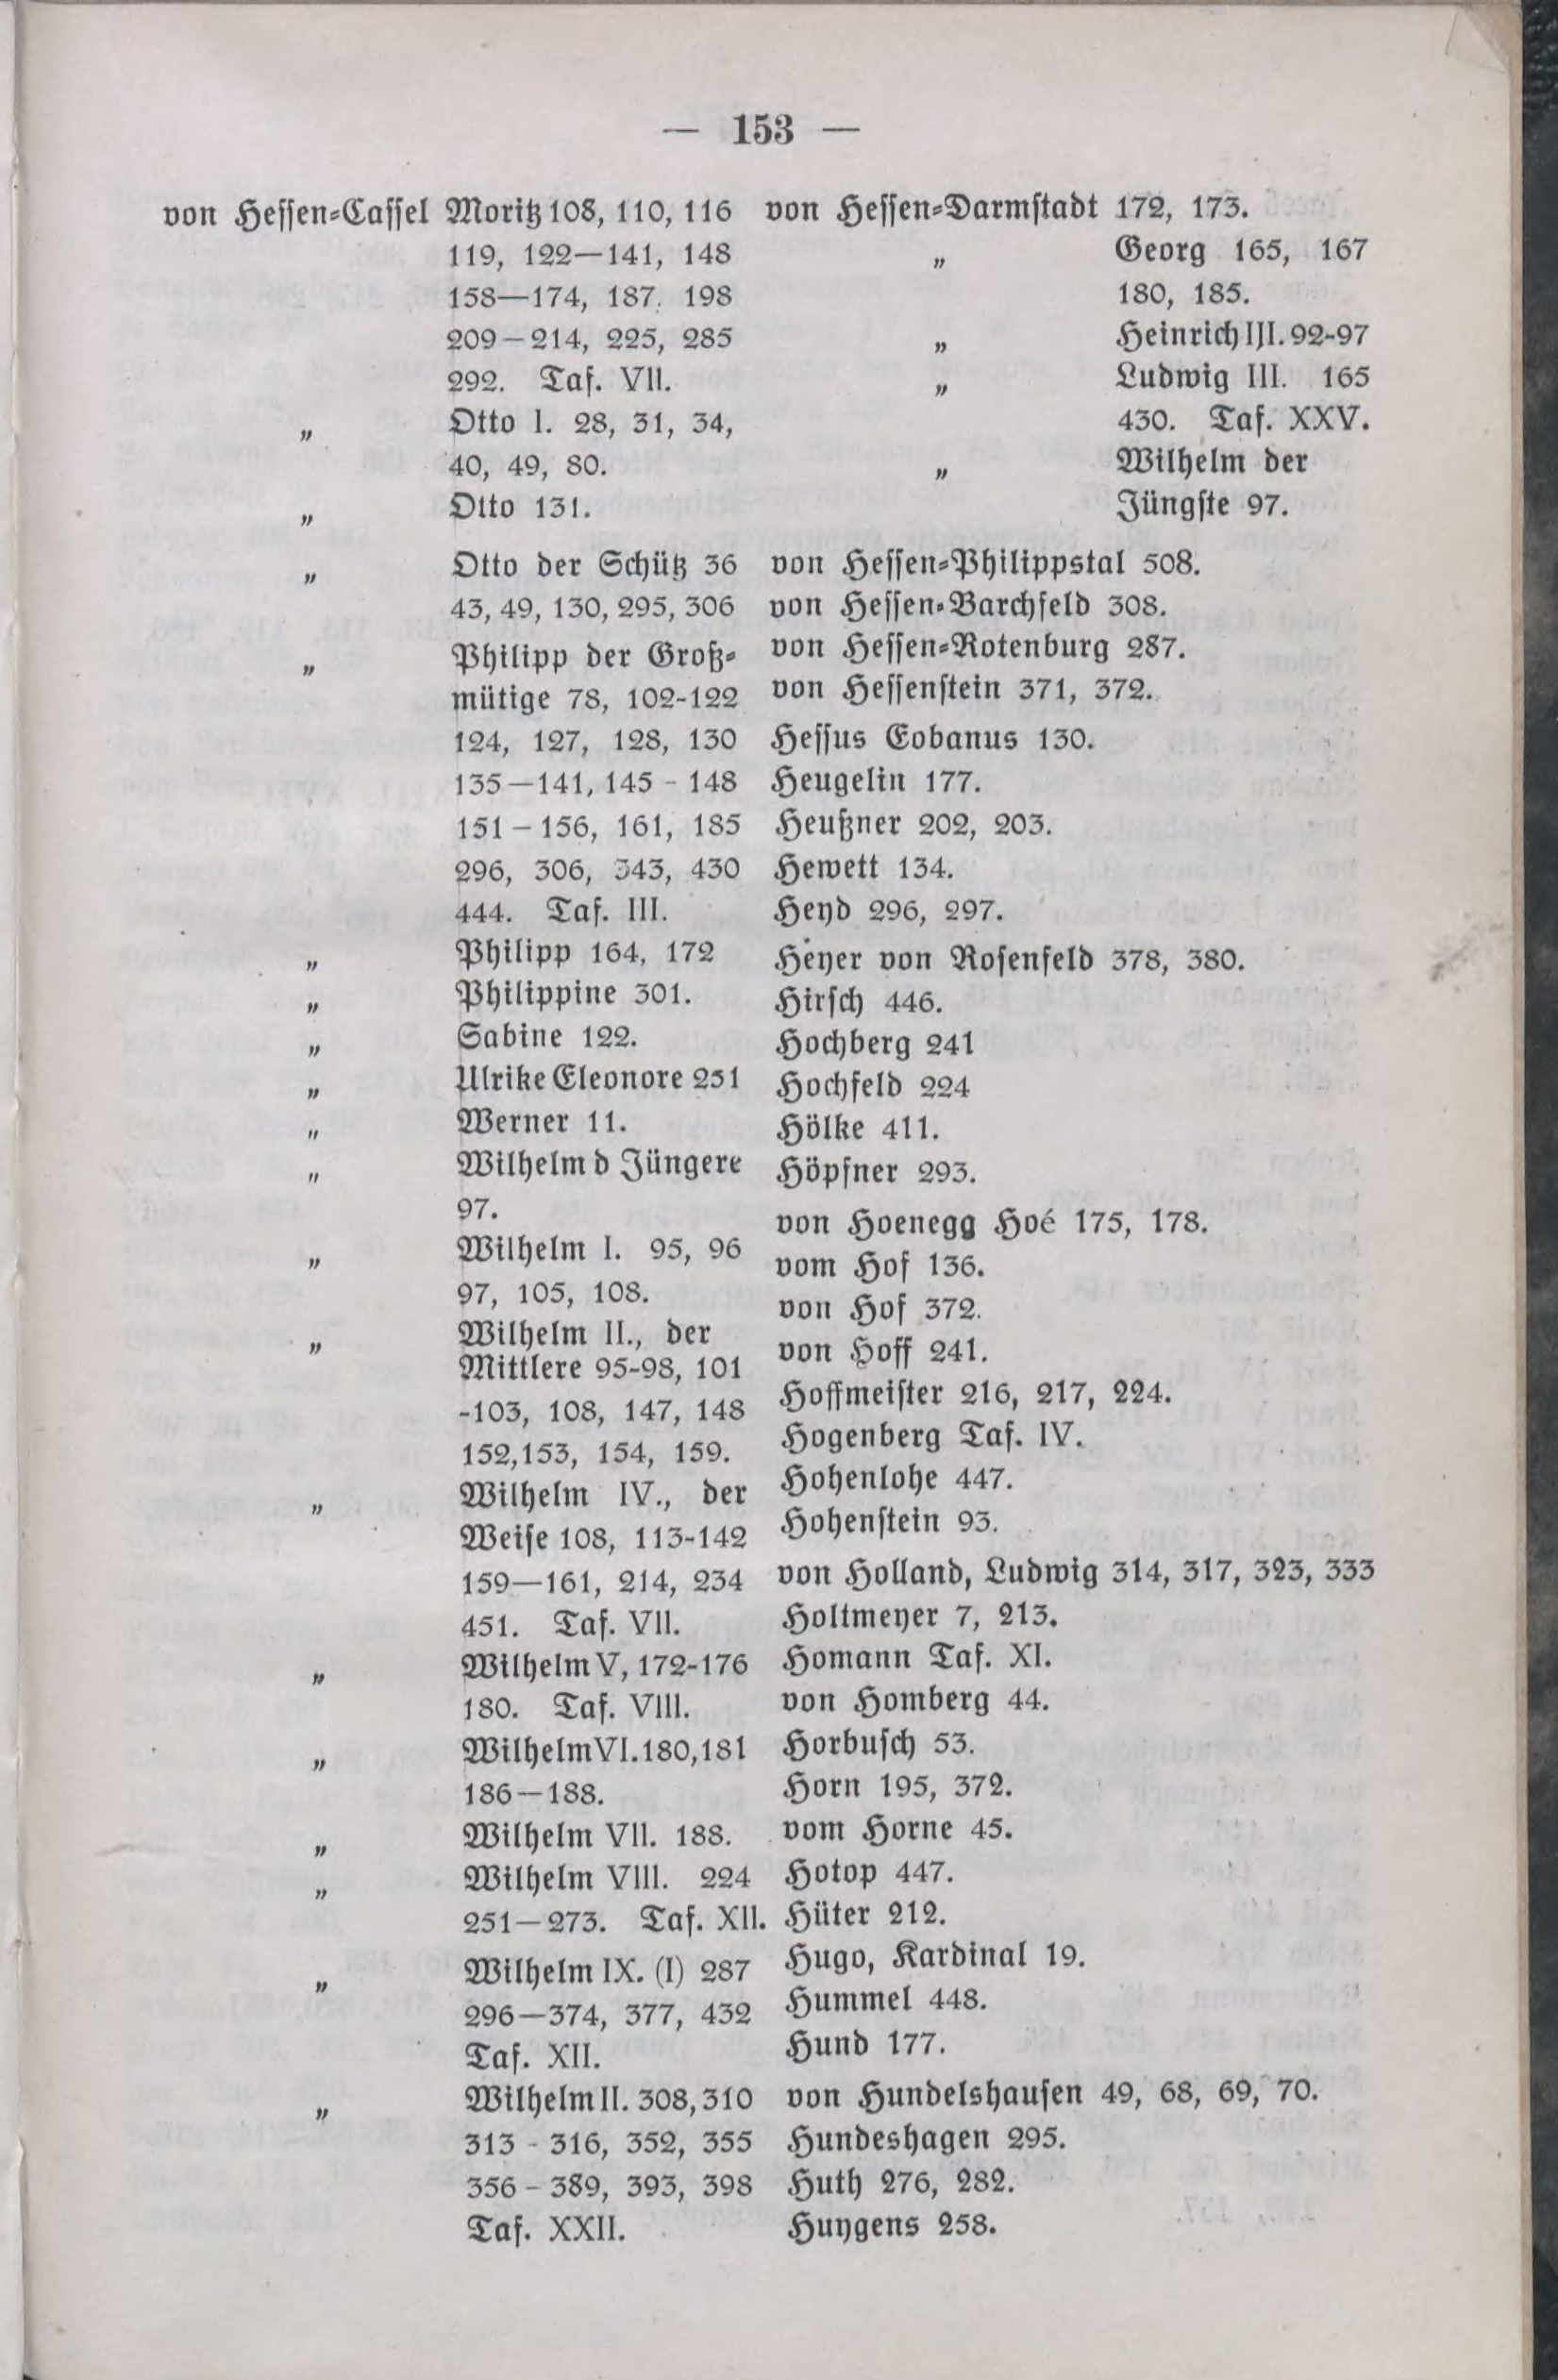 — 153 —
von Hessen-Cassel Moritz 108, 110, 116
119, 122—141, 148
158—174, 187. 198
209—214, 225, 285
292. Taf. VII.
„ Otto I. 28, 31, 34,
40, 49, 80.
„ Otto 131.
„ Otto der Schütz 36
43, 49, 130, 295, 306
„ Philipp der Groß-
mütige 78, 102-122
124, 127, 128, 130
135—141, 145 - 148
151—156, 161, 185
296, 306, 343, 430
444. Taf. III.
„ Philipp 164, 172
„ Philippine 301.
„ Sabine 122.
„ Ulrike Eleonore 251
„ Werner 11.
„ Wilhelm d Jüngere
97.
„ Wilhelm I. 95, 96
97, 105, 108.
„ Wilhelm II., der
Mittlere 95-98, 101
-103, 108, 147, 148
152,153, 154, 159.
„ Wilhelm IV., der
Weise 108, 113-142
159—161, 214, 234
451. Taf. VII.
„ Wilhelm V, 172-176
180. Taf. VIII.
„ Wilhelm VI. 180,181
186—188.
„ Wilhelm VII. 188.
„ Wilhelm VIII. 224
251—273. Taf. XII.
„ Wilhelm IX. (I) 287
296—374, 377, 432
Taf. XII.
„ Wilhelm II. 308,310
313 - 316, 352, 355
356 – 389, 393, 398
Taf. XXII.
von Hessen-Darmstadt 172, 173.
„ Georg 165, 167
180, 185.
„ Heinrich III. 92-97
„ Ludwig III. 165
430. Taf. XXV.
„ Wilhelm der
Jüngste 97.
von Hessen-Philippstal 508.
von Hessen-Barchfeld 308.
von Hessen-Rotenburg 287.
von Hessenstein 371, 372.
Hessus Eobanus 130.
Heugelin 177.
Heußner 202, 203.
Hewett 134.
Heyd 296, 297.
Heyer von Rosenfeld 378, 380.
Hirsch 446.
Hochberg 241
Hochfeld 224
Hölke 411.
Höpfner 293.
von Hoenegg Hoé 175, 178.
vom Hof 136.
von Hof 372.
von Hoff 241.
Hoffmeister 216, 217, 224.
Hogenberg Taf. IV.
Hohenlohe 447.
Hohenstein 93.
von Holland, Ludwig 314, 317, 323, 333
Holtmeyer 7, 213.
Homann Taf. XI.
von Homberg 44.
Horbusch 53.
Horn 195, 372.
vom Horne 45.
Hotop 447.
Hüter 212.
Hugo, Kardinal 19.
Hummel 448.
Hund 177.
von Hundelshausen 49, 68, 69, 70.
Hundeshagen 295.
Huth 276, 282.
Huygens 258.